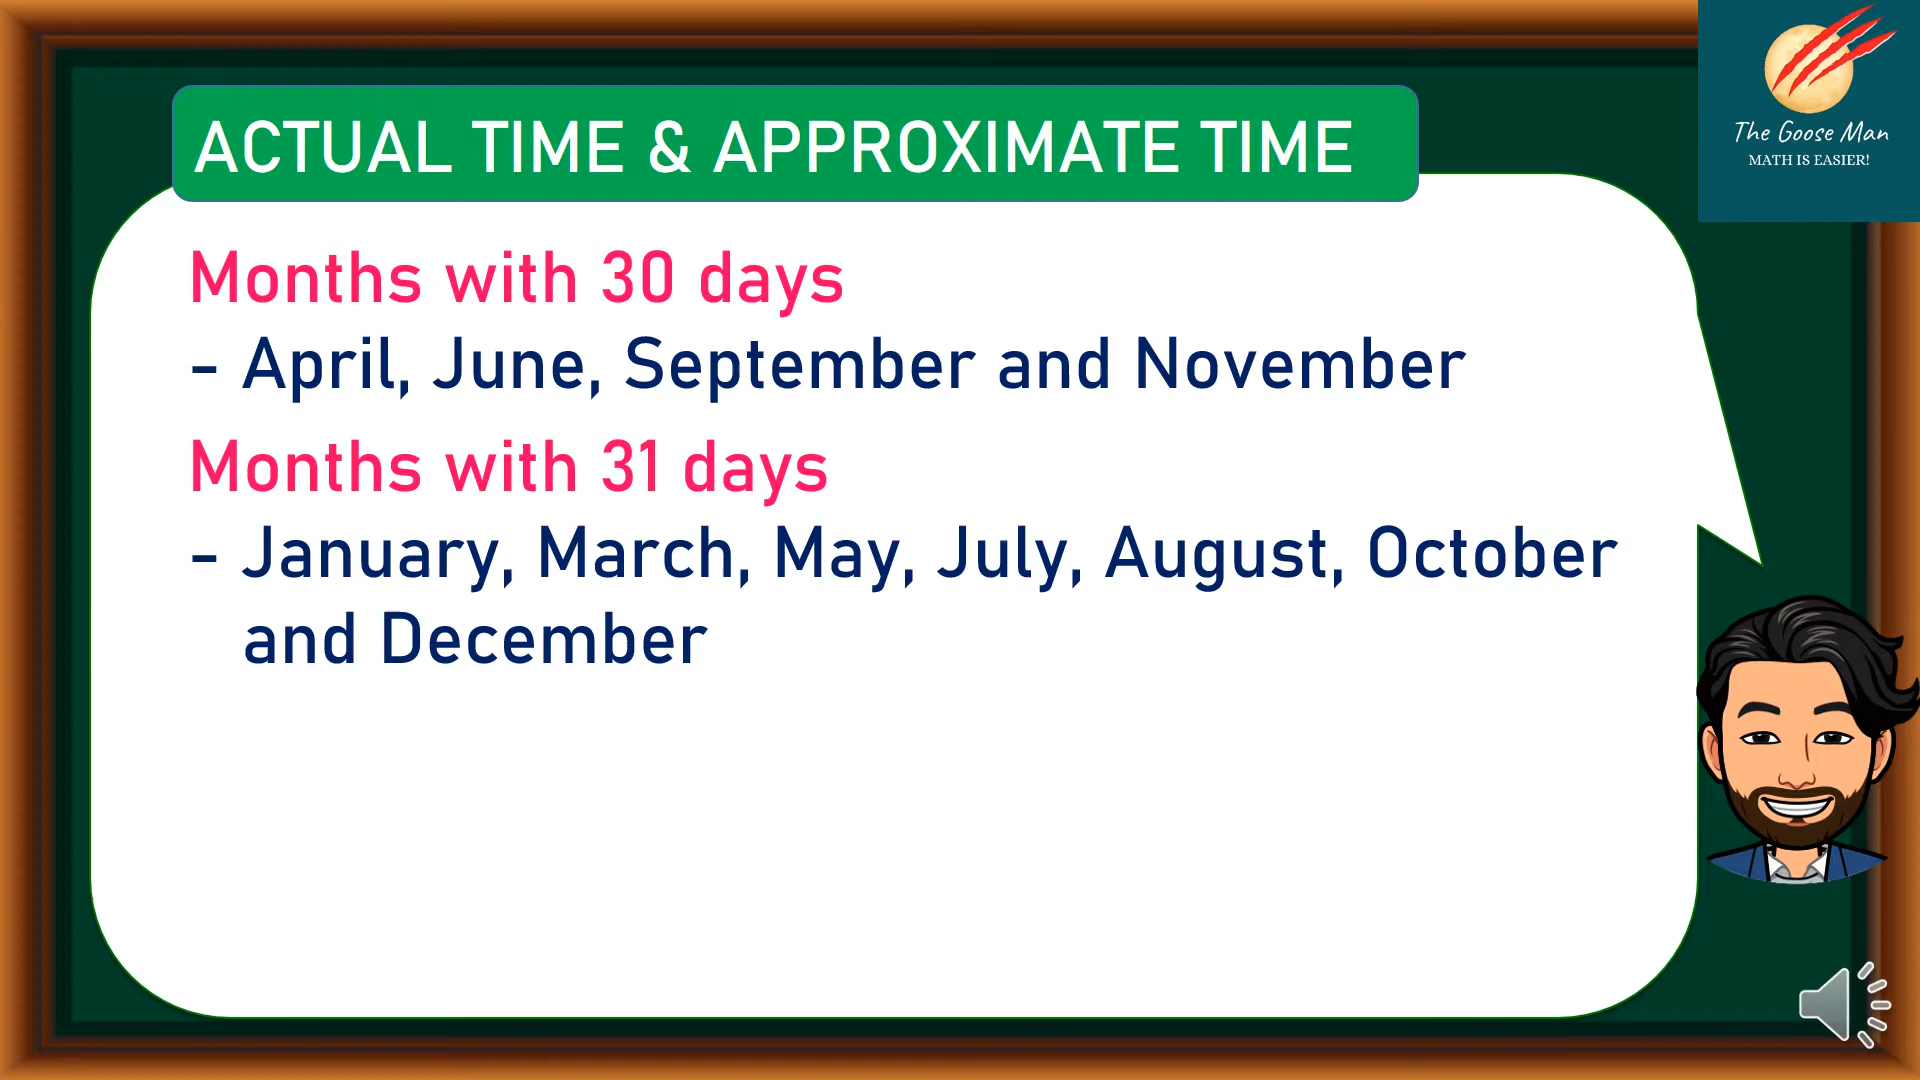 ACTUAL TIME & APPROXIMATE TIME
The Goose Man
MATH IS EASIER!
Months with 30 days
- April, June, September and November
Months with 31 days
- January, March, May, July, August, October
and December